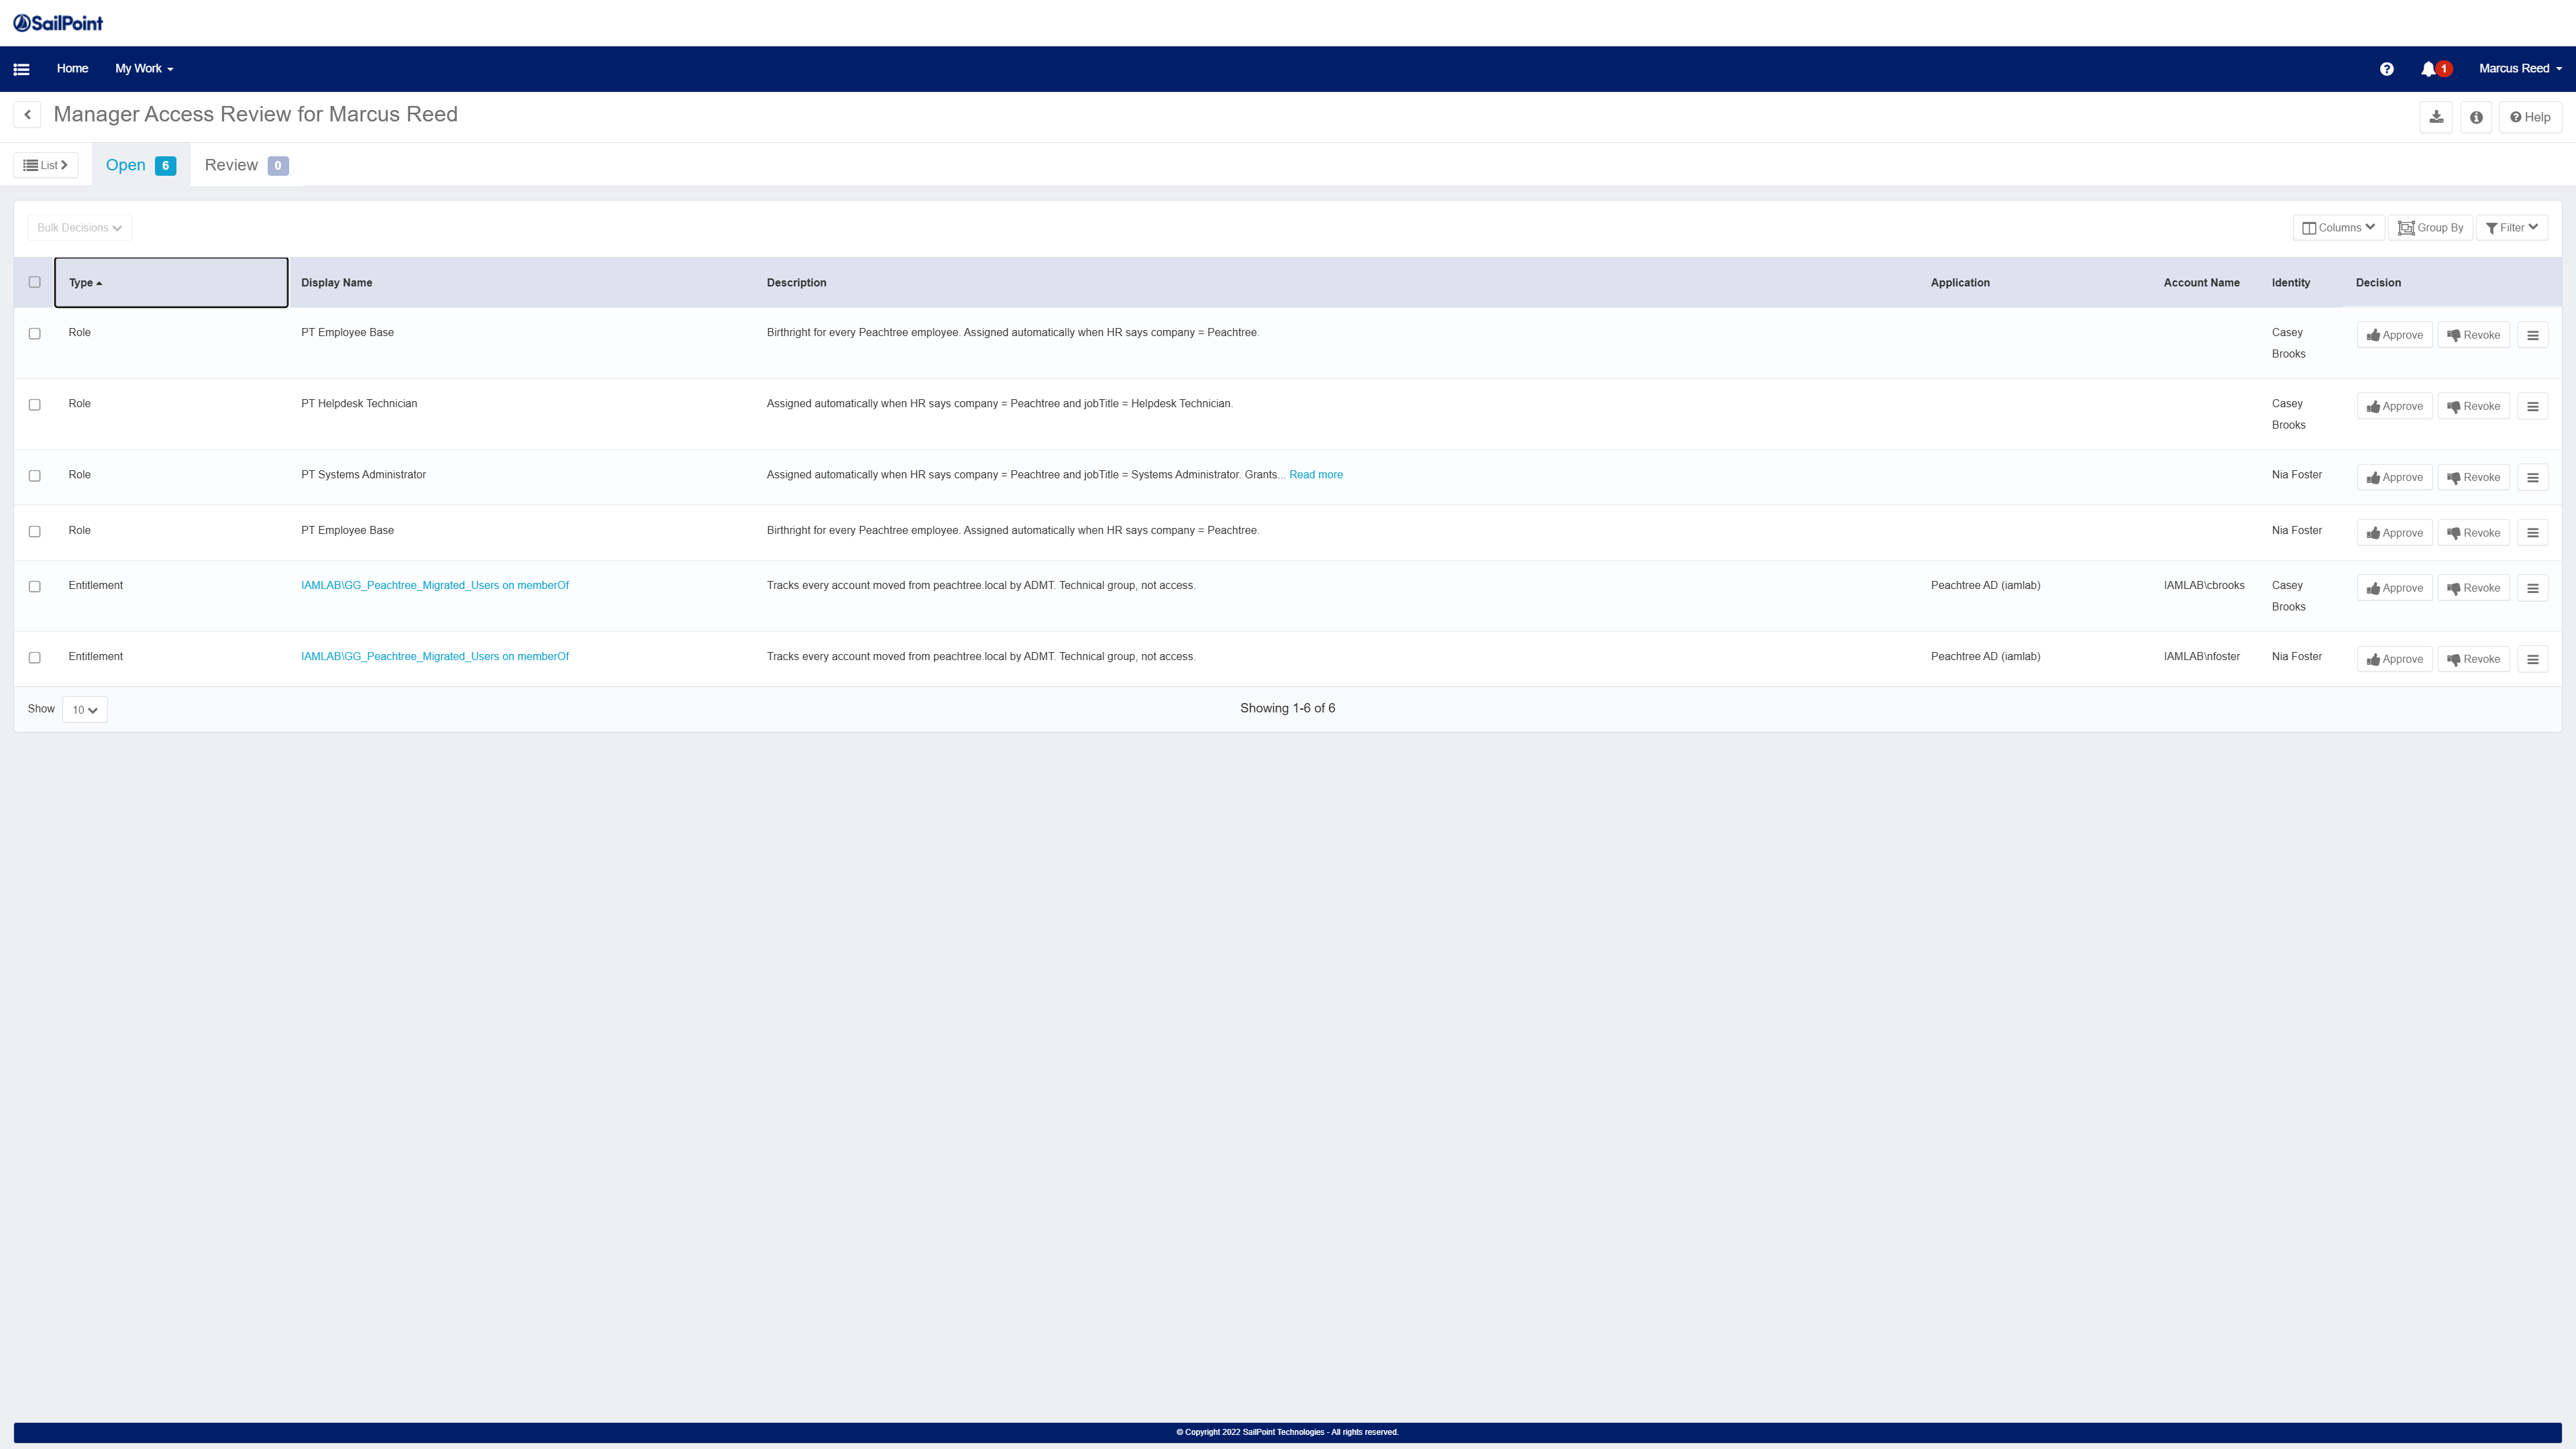 SailPoint
Home My Work 1 Marcus Reed
Manager Access Review for Marcus Reed Help
List Open 6 Review 0
Bulk Decisions Columns Group By Filter
Type Display Name Description Application Account Name Identity Decision
Role PT Employee Base Birthright for every Peachtree employee. Assigned automatically when HR says company = Peachtree. Casey Brooks Approve Revoke
Role PT Helpdesk Technician Assigned automatically when HR says company = Peachtree and jobTitle = Helpdesk Technician. Casey Brooks Approve Revoke
Role PT Systems Administrator Assigned automatically when HR says company = Peachtree and jobTitle = Systems Administrator. Grants... Read more Nia Foster Approve Revoke
Role PT Employee Base Birthright for every Peachtree employee. Assigned automatically when HR says company = Peachtree. Nia Foster Approve Revoke
Entitlement IAMLAB\GG_Peachtree_Migrated_Users on memberOf Tracks every account moved from peachtree.local by ADMT. Technical group, not access. Peachtree AD (iamlab) IAMLAB\cbrooks Casey Brooks Approve Revoke
Entitlement IAMLAB\GG_Peachtree_Migrated_Users on memberOf Tracks every account moved from peachtree.local by ADMT. Technical group, not access. Peachtree AD (iamlab) IAMLAB\nfoster Nia Foster Approve Revoke
Show 10 Showing 1-6 of 6
© Copyright 2022 SailPoint Technologies - All rights reserved.